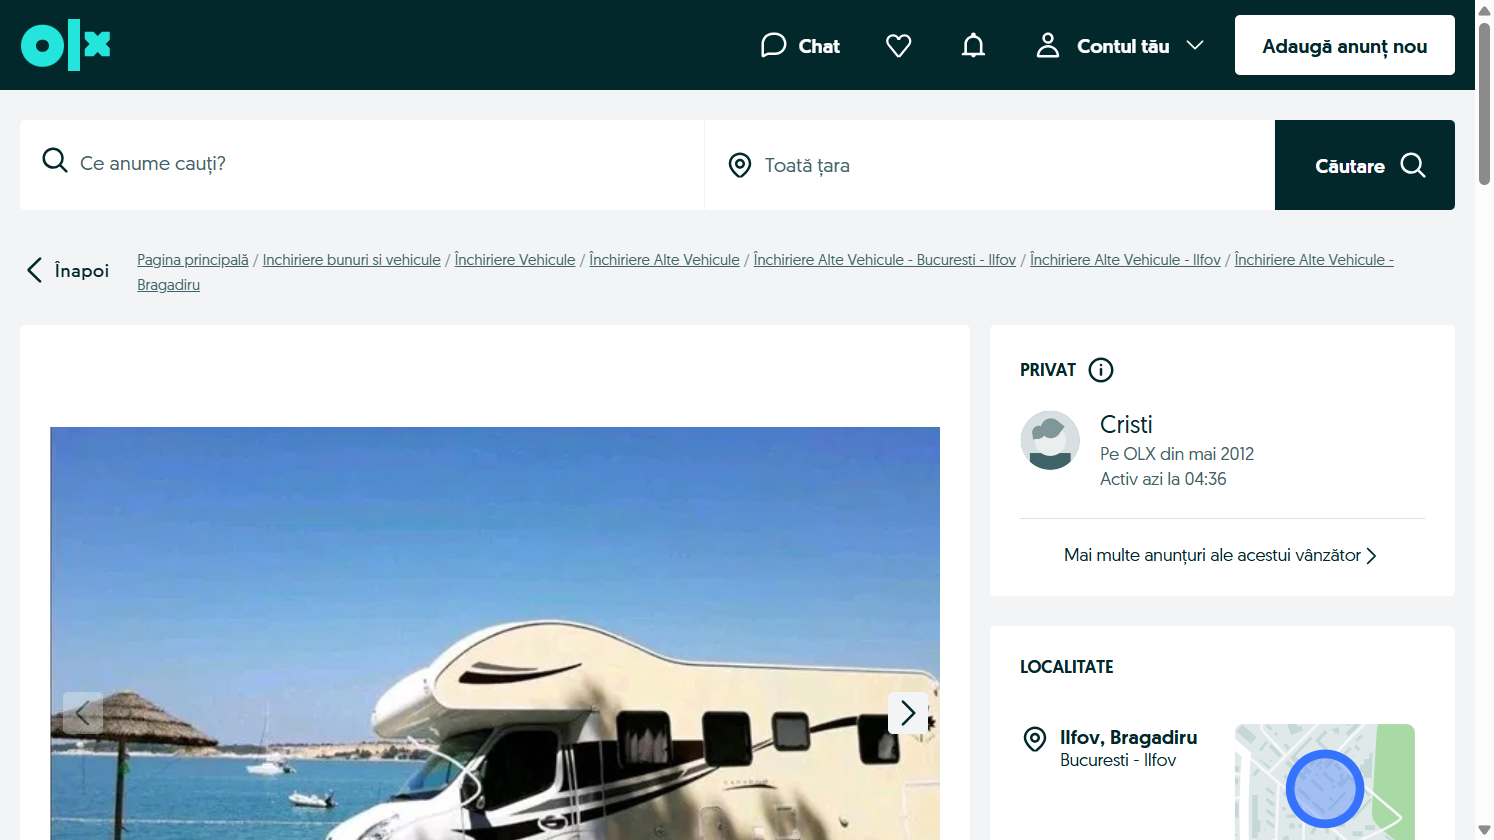 olx
Chat
Contul tău
Adaugă anunț nou
Ce anume cauți?
Toată țara
Căutare
Înapoi
Pagina principală / Inchiriere bunuri si vehicule / Închiriere Vehicule / Închiriere Alte Vehicule / Închiriere Alte Vehicule - Bucuresti - Ilfov / Închiriere Alte Vehicule - Ilfov / Închiriere Alte Vehicule -
Bragadiru
PRIVAT
Cristi
Pe OLX din mai 2012
Activ azi la 04:36
Mai multe anunțuri ale acestui vânzător
LOCALITATE
Ilfov, Bragadiru
Bucuresti - Ilfov